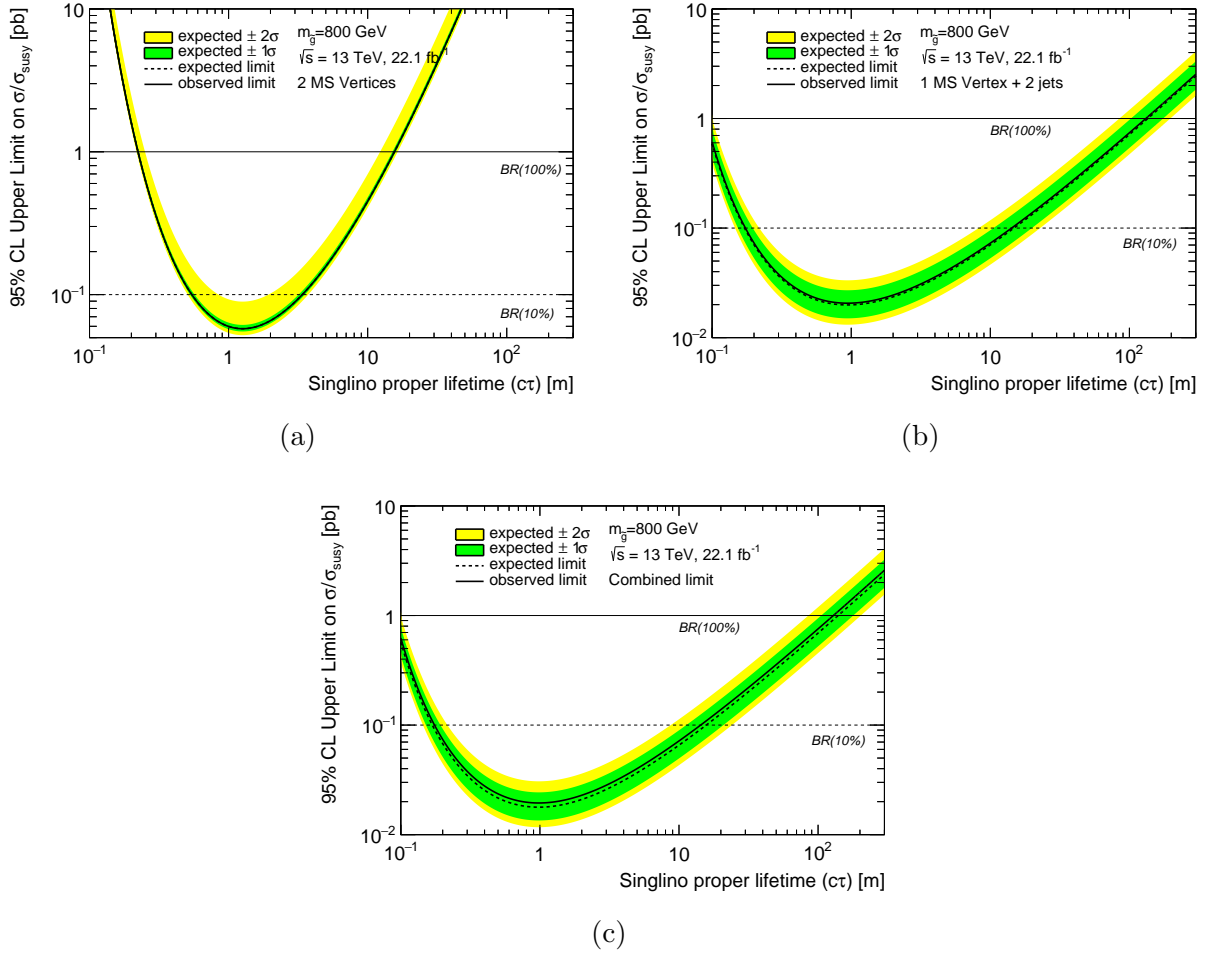 95% CL Upper Limit on σ/σsusy [pb]
10
1
10⁻¹
expected ± 2σ
expected ± 1σ
expected limit
observed limit
mg̃=800 GeV
√s = 13 TeV, 22.1 fb⁻¹
2 MS Vertices
BR(100%)
BR(10%)
10⁻¹ 1 10 10²
Singlino proper lifetime (cτ) [m]
(a)
95% CL Upper Limit on σ/σsusy [pb]
10
1
10⁻¹
10⁻²
expected ± 2σ
expected ± 1σ
expected limit
observed limit
mg̃=800 GeV
√s = 13 TeV, 22.1 fb⁻¹
1 MS Vertex + 2 jets
BR(100%)
BR(10%)
10⁻¹ 1 10 10²
Singlino proper lifetime (cτ) [m]
(b)
95% CL Upper Limit on σ/σsusy [pb]
10
1
10⁻¹
10⁻²
expected ± 2σ
expected ± 1σ
expected limit
observed limit
mg̃=800 GeV
√s = 13 TeV, 22.1 fb⁻¹
Combined limit
BR(100%)
BR(10%)
10⁻¹ 1 10 10²
Singlino proper lifetime (cτ) [m]
(c)